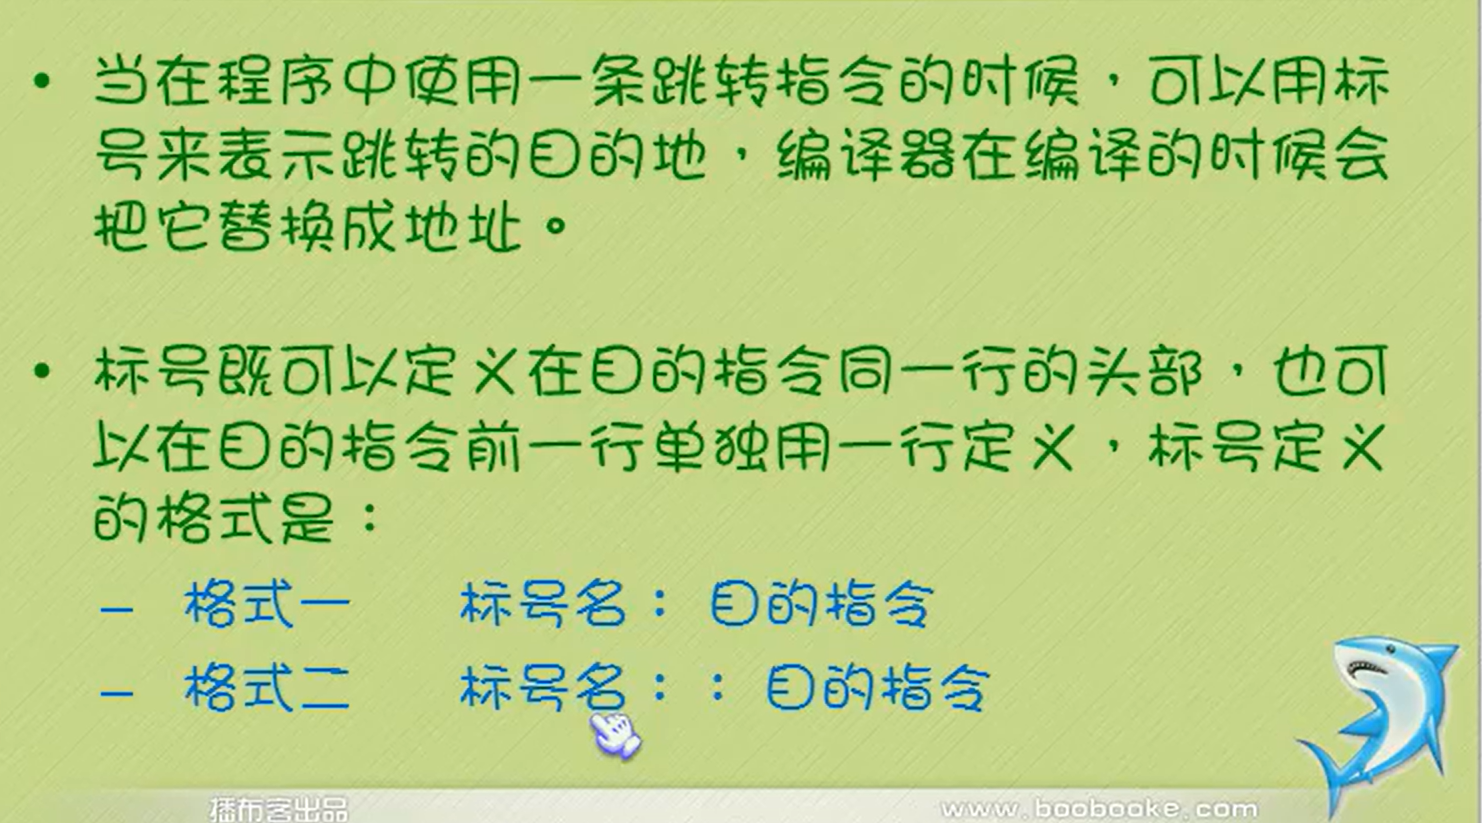 • 当在程序中使用一条跳转指令的时候，可以用标
号来表示跳转的目的地，编译器在编译的时候会
把它替换成地址。
• 标号既可以定义在目的指令同一行的头部，也可
以在目的指令前一行单独用一行定义，标号定义
的格式是：
– 格式一 标号名： 目的指令
– 格式二 标号名：： 目的指令
播布客出品 www.boobooke.com